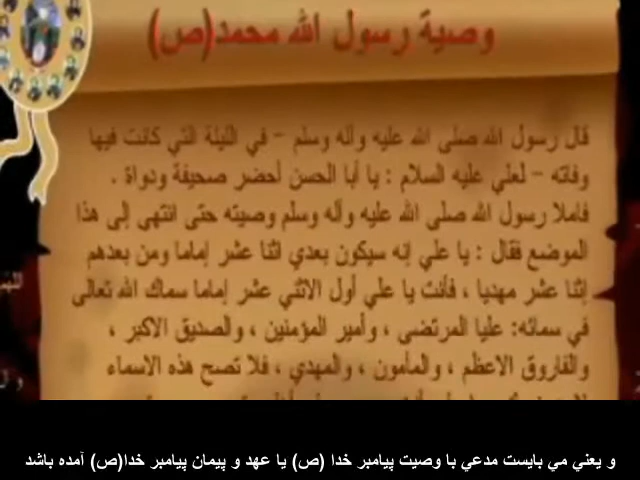 وصية رسول الله محمد(ص)
قال رسول الله صلى الله عليه وآله وسلم - في الليلة التي كانت فيها
وفاته - لعلي عليه السلام : يا أبا الحسن أحضر صحيفة ودواة .
فاملا رسول الله صلى الله عليه وآله وسلم وصيته حتى انتهى إلى هذا
الموضع فقال : يا علي إنه سيكون بعدي اثنا عشر إماما ومن بعدهم
إثنا عشر مهديا ، فأنت يا علي أول الاثني عشر إماما سماك الله تعالى
في سمائه: عليا المرتضى ، وأمير المؤمنين ، والصديق الاكبر ،
والفاروق الاعظم ، والمأمون ، والمهدي ، فلا تصح هذه الاسماء
و يعني مي بايست مدعي با وصيت پيامبر خدا (ص) يا عهد و پيمان پيامبر خدا(ص) آمده باشد